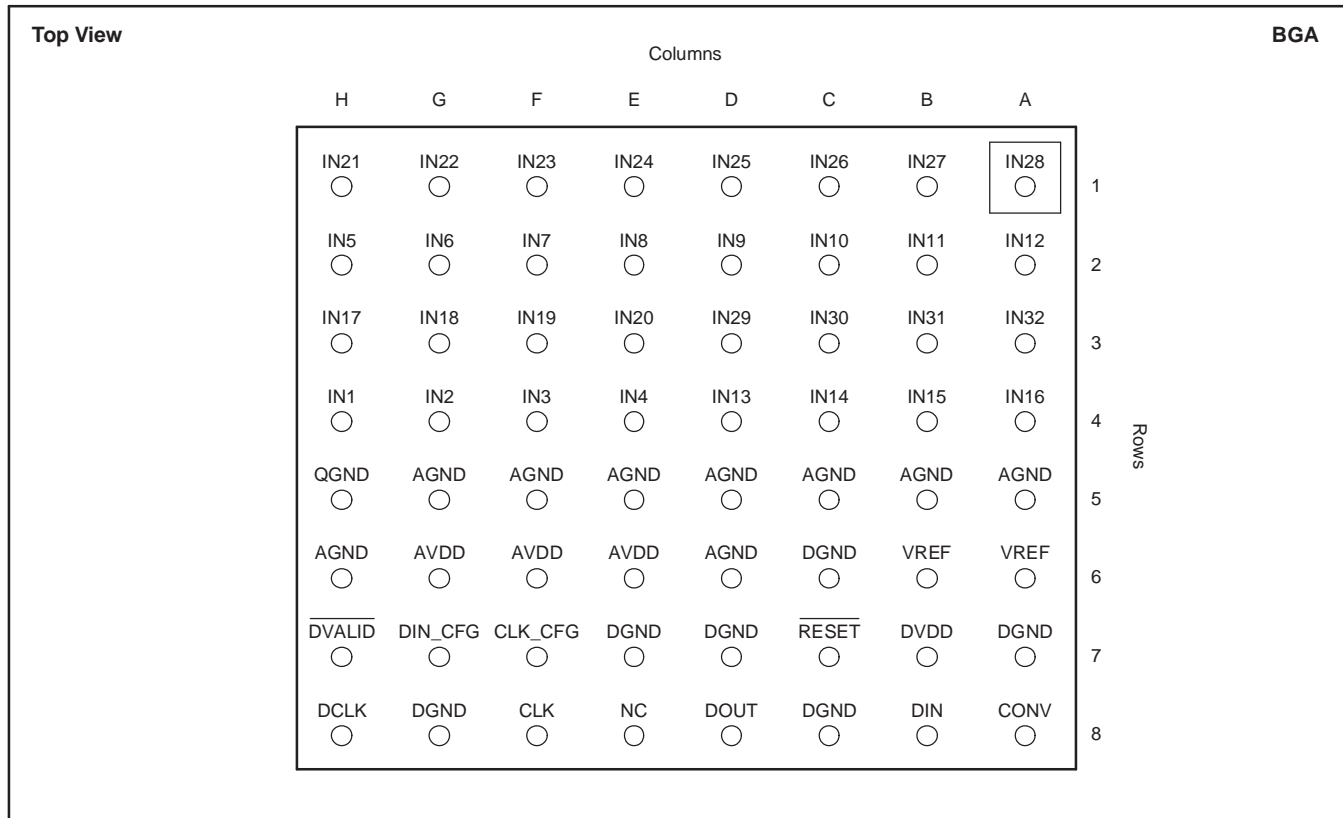 Top View BGA
Columns
H G F E D C B A
IN21 IN22 IN23 IN24 IN25 IN26 IN27 IN28
1
IN5 IN6 IN7 IN8 IN9 IN10 IN11 IN12
2
IN17 IN18 IN19 IN20 IN29 IN30 IN31 IN32
3
IN1 IN2 IN3 IN4 IN13 IN14 IN15 IN16
4
Rows
QGND AGND AGND AGND AGND AGND AGND AGND
5
AGND AVDD AVDD AVDD AGND DGND VREF VREF
6
DVALID DIN_CFG CLK_CFG DGND DGND RESET DVDD DGND
7
DCLK DGND CLK NC DOUT DGND DIN CONV
8